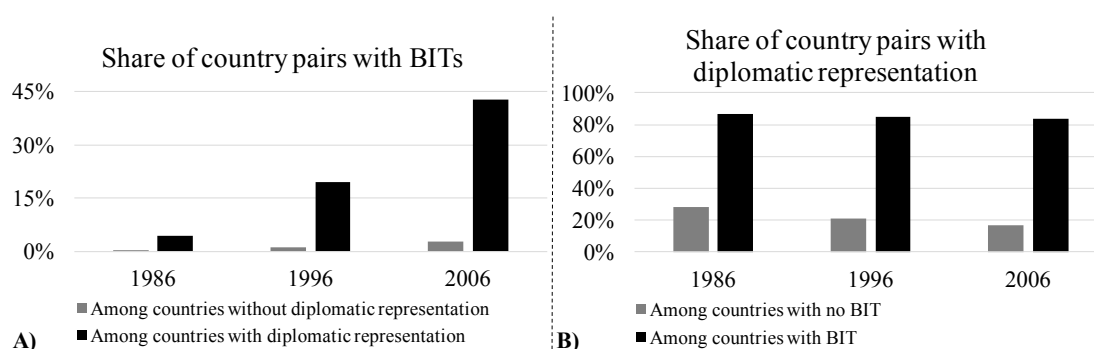 Share of country pairs with BITs
45%
30%
15%
0%
1986 1996 2006
Among countries without diplomatic representation
Among countries with diplomatic representation
A)
Share of country pairs with
diplomatic representation
100%
80%
60%
40%
20%
0%
1986 1996 2006
Among countries with no BIT
Among countries with BIT
B)